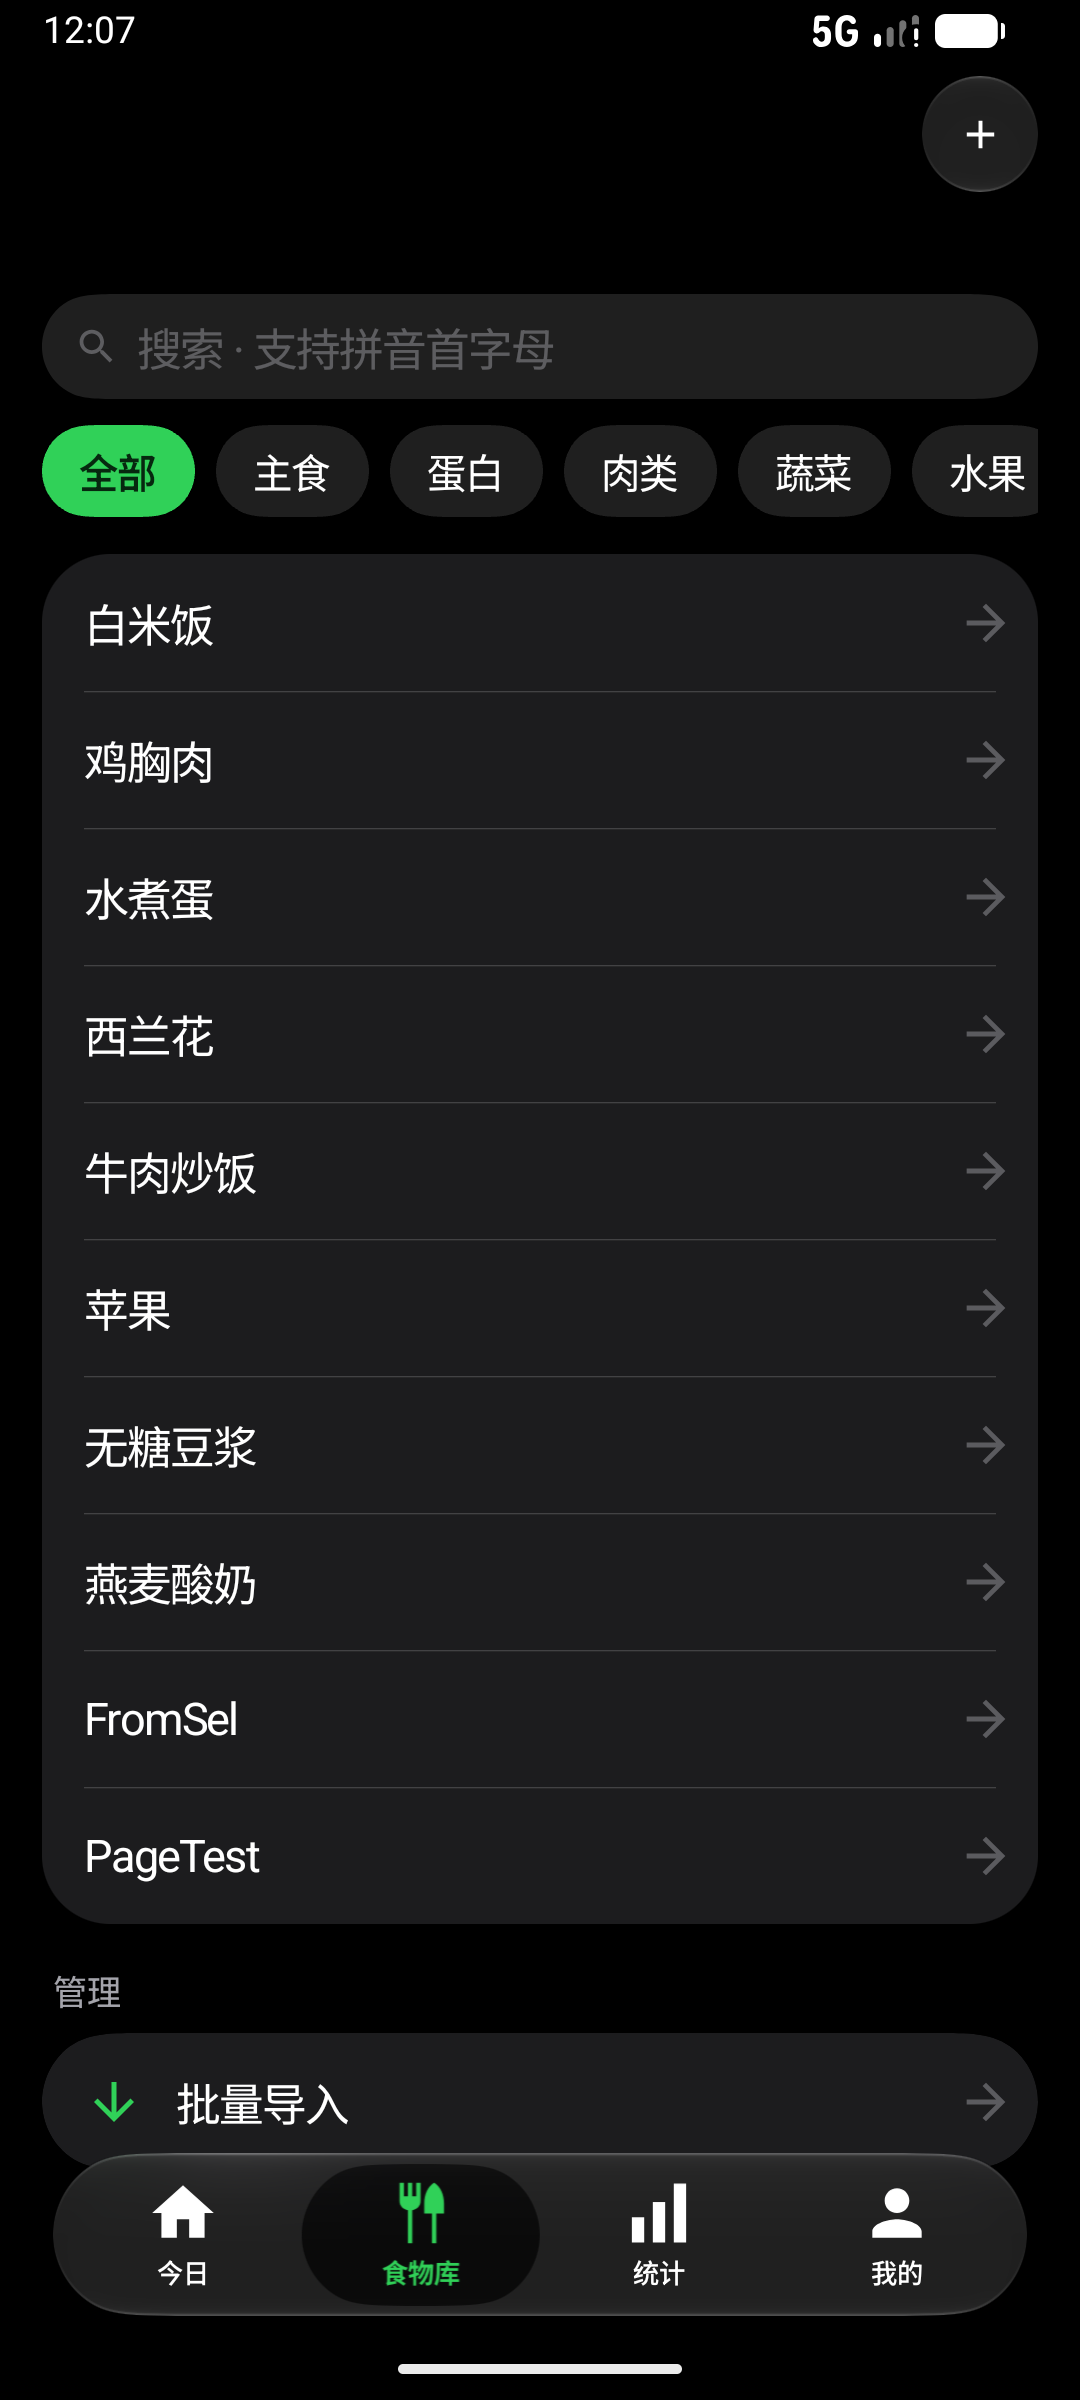 12:07 5G
搜索 · 支持拼音首字母
全部 主食 蛋白 肉类 蔬菜 水果
白米饭
鸡胸肉
水煮蛋
西兰花
牛肉炒饭
苹果
无糖豆浆
燕麦酸奶
FromSel
PageTest
管理
批量导入
今日 食物库 统计 我的